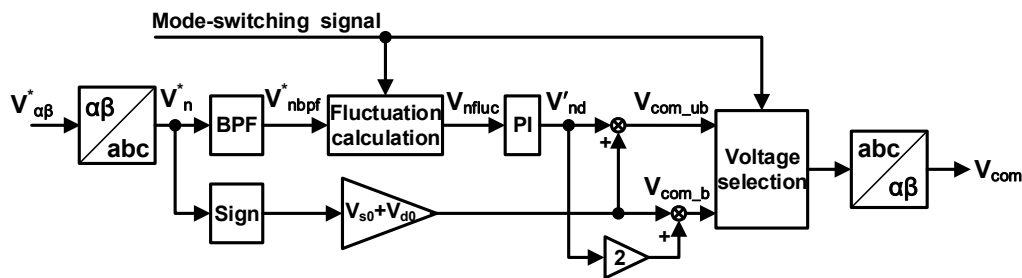 Mode-switching signal
V*αβ
αβ
abc
V*n
BPF
V*nbpf
Fluctuation
calculation
Vnfluc
PI
V'nd
+
Vcom_ub
Voltage
selection
abc
αβ
Vcom
Sign
Vs0+Vd0
Vcom_b
+
2